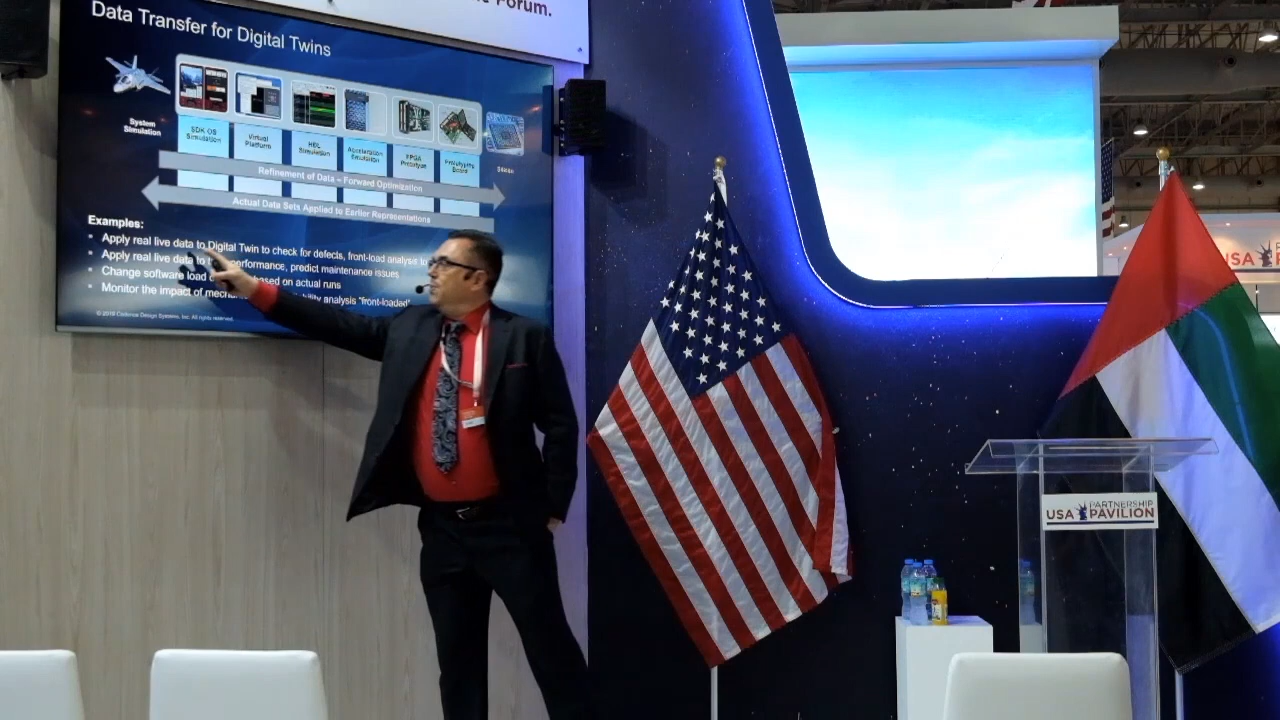 Forum.
Data Transfer for Digital Twins
System
Simulation
SDK OS
Simulation
Virtual
Platform
HDL
Simulation
Acceleration
Emulation
FPGA
Prototype
Prototyping
Board
Silicon
Refinement of Data – Forward Optimization
Actual Data Sets Applied to Earlier Representations
Examples:
▪ Apply real live data to Digital Twin to check for defects, front-load analysis to
▪ Apply real live data to performance, predict maintenance issues
▪ Change software load based on actual runs
▪ Monitor the impact of analysis "front-loaded"
© 2019 Cadence Design Systems, Inc. All rights reserved.
USA
PARTNERSHIP
USA PAVILION